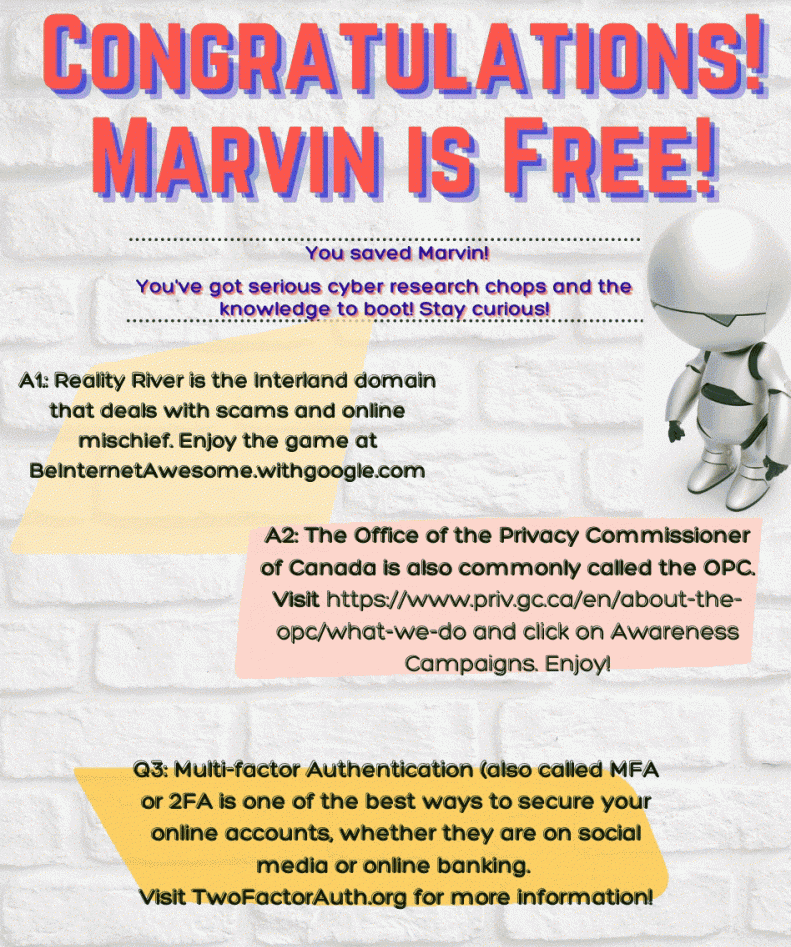 CONGRATULATIONS!
MARVIN IS FREE!
You saved Marvin!
You've got serious cyber research chops and the
knowledge to boot! Stay curious!
A1.: Reality River is the Interland domain
that deals with scams and online
mischief. Enjoy the game at
BeInternetAwesome.withgoogle.com
A2: The Office of the Privacy Commissioner
of Canada is also commonly called the OPC.
Visit https://www.priv.gc.ca/en/about-the-
opc/what-we-do and click on Awareness
Campaigns. Enjoy!
Q3: Multi-factor Authentication (also called MFA
or 2FA is one of the best ways to secure your
online accounts, whether they are on social
media or online banking.
Visit TwoFactorAuth.org for more information!